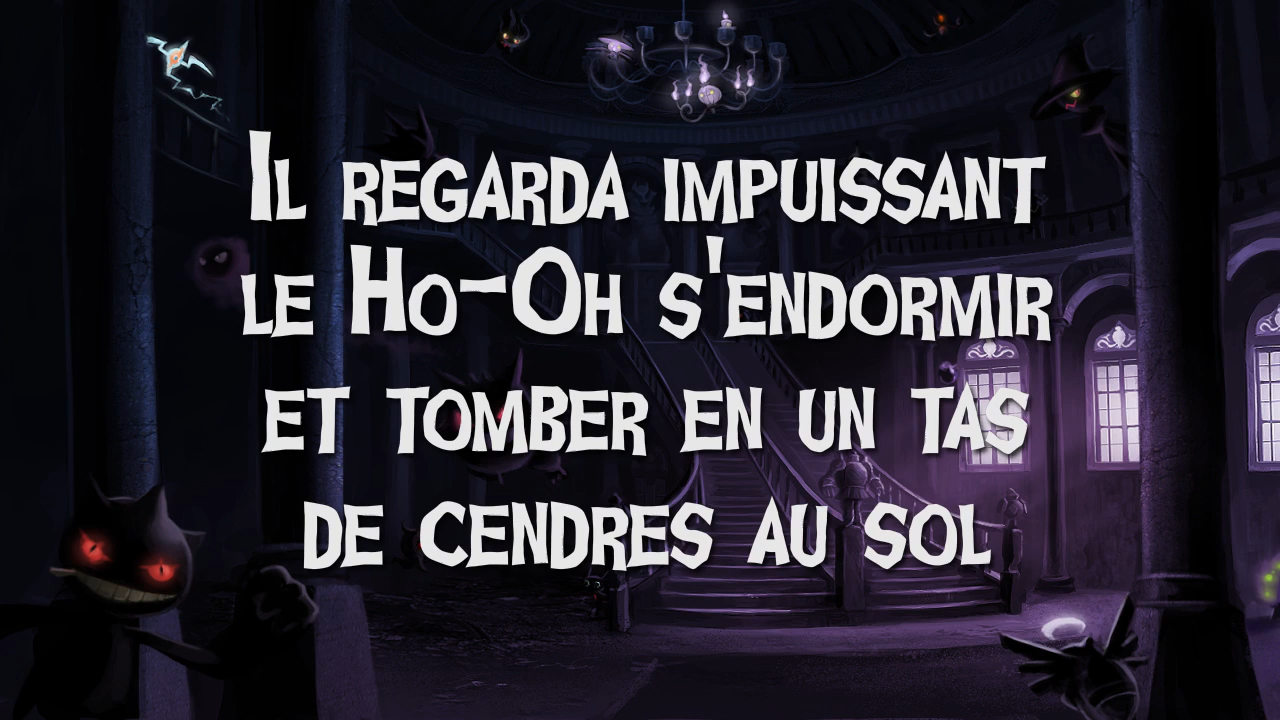 Il regarda impuissant
le Ho-Oh s'endormir
et tomber en un tas
de cendres au sol